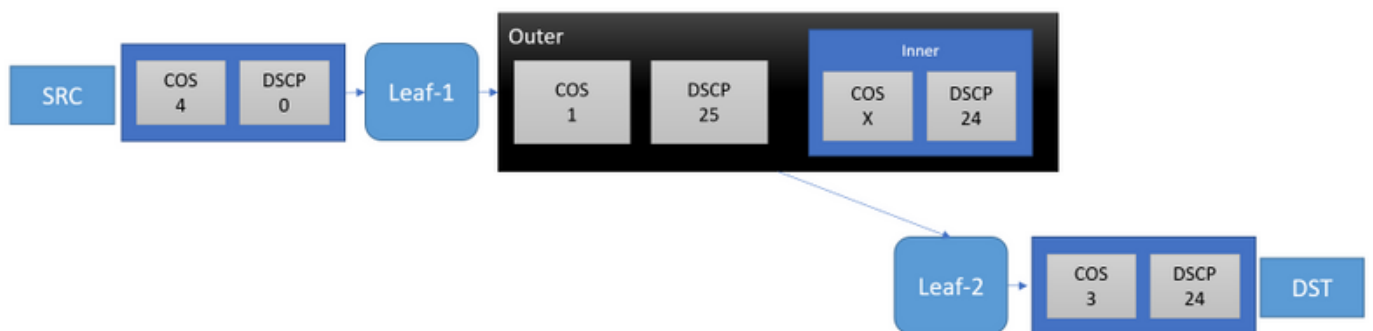 SRC
COS
4
DSCP
0
Leaf-1
Outer
COS
1
DSCP
25
Inner
COS
X
DSCP
24
Leaf-2
COS
3
DSCP
24
DST